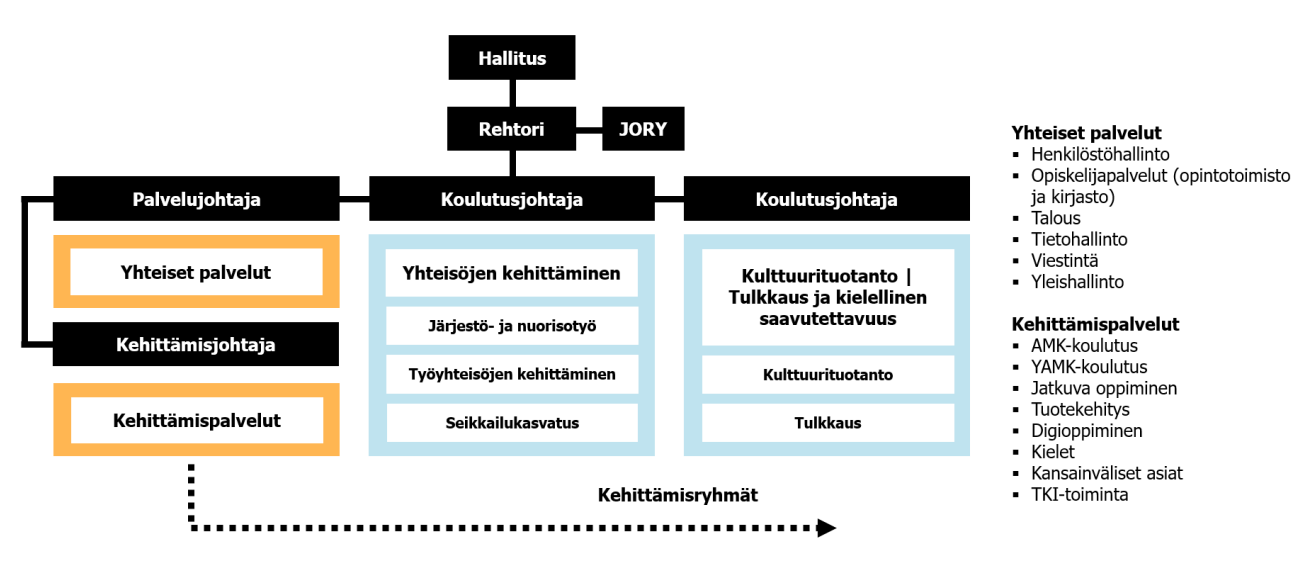 Hallitus
Rehtori
JORY
Palvelujohtaja
Koulutusjohtaja
Koulutusjohtaja
Yhteiset palvelut
Kehittämisjohtaja
Kehittämispalvelut
Yhteisöjen kehittäminen
Järjestö- ja nuorisotyö
Työyhteisöjen kehittäminen
Seikkailukasvatus
Kulttuurituotanto |
Tulkkaus ja kielellinen
saavutettavuus
Kulttuurituotanto
Tulkkaus
Kehittämisryhmät
Yhteiset palvelut
▪ Henkilöstöhallinto
▪ Opiskelijapalvelut (opintotoimisto
ja kirjasto)
▪ Talous
▪ Tietohallinto
▪ Viestintä
▪ Yleishallinto
Kehittämispalvelut
▪ AMK-koulutus
▪ YAMK-koulutus
▪ Jatkuva oppiminen
▪ Tuotekehitys
▪ Digioppiminen
▪ Kielet
▪ Kansainväliset asiat
▪ TKI-toiminta